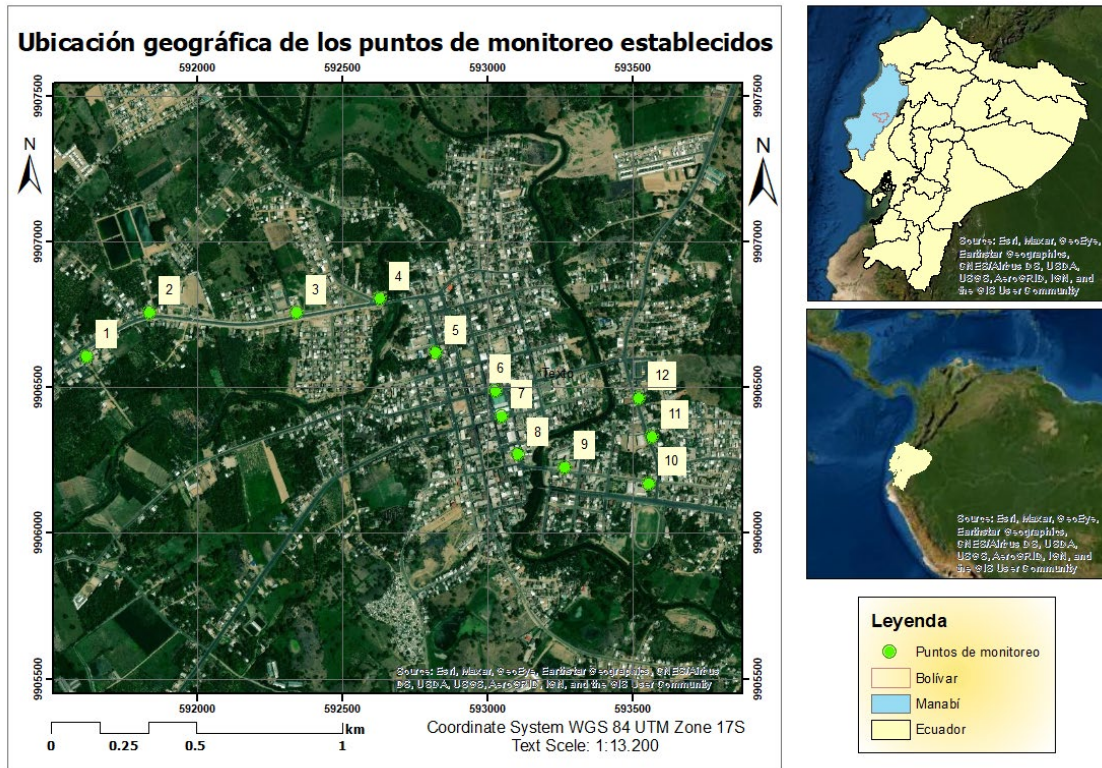 Ubicación geográfica de los puntos de monitoreo establecidos
592000 592500 593000 593500
9907500
9907000
9906500
9906000
9905500
N
N
1
2
3
4
5
6
7
8
9
10
11
12
Texto
Source: Esri, Maxar, GeoEye, Earthstar Geographics, CNES/Airbus
DS, USDA, USGS, AeroGRID, IGN, and the GIS User Community
592000 592500 593000 593500
0 0.25 0.5 1
km
Coordinate System WGS 84 UTM Zone 17S
Text Scele: 1:13.200
Source: Esri, Maxar, GeoEye,
Earthstar Geographics,
CNES/Airbus DS, USDA,
USGS, AeroGRID, IGN, and
the GIS User Community
Source: Esri, Maxar, GeoEye,
Earthstar Geographics,
CNES/Airbus DS, USDA,
USGS, AeroGRID, IGN, and
the GIS User Community
Leyenda
Puntos de monitoreo
Bolívar
Manabí
Ecuador